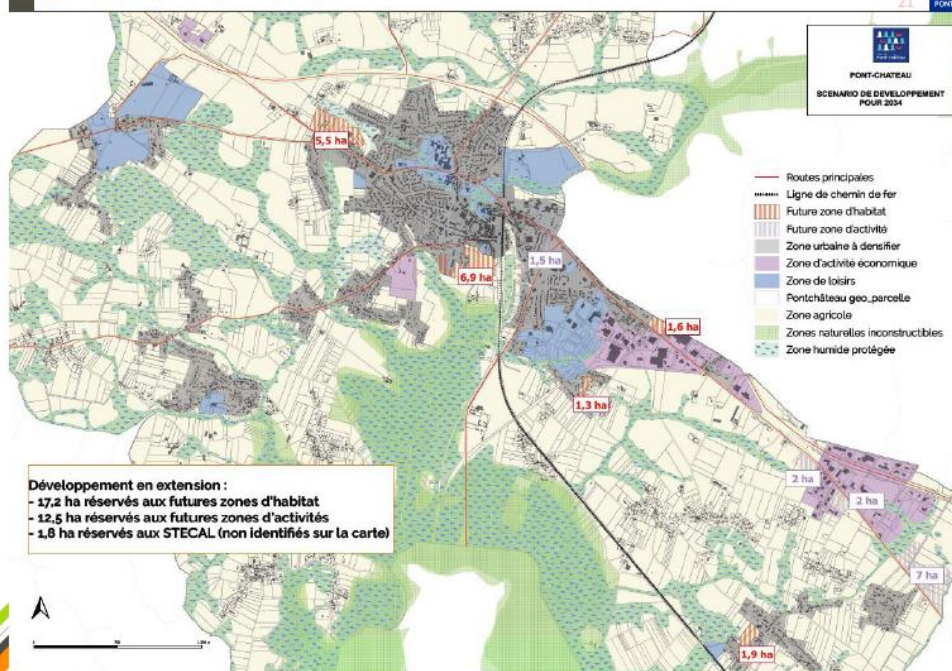 21
PONT
PONT-CHATEAU
SCENARIO DE DEVELOPPEMENT
POUR 2034
Routes principales
Ligne de chemin de fer
Future zone d'habitat
Future zone d'activité
Zone urbaine à densifier
Zone d'activité économique
Zone de loisirs
Pontchâteau geo_parcelle
Zone agricole
Zones naturelles inconstructibles
Zone humide protégée
5,5 ha
6,9 ha
1,5 ha
1,6 ha
1,3 ha
2 ha
2 ha
7 ha
1,9 ha
Développement en extension :
- 17,2 ha réservés aux futures zones d'habitat
- 12,5 ha réservés aux futures zones d'activités
- 1,8 ha réservés aux STECAL (non identifiés sur la carte)